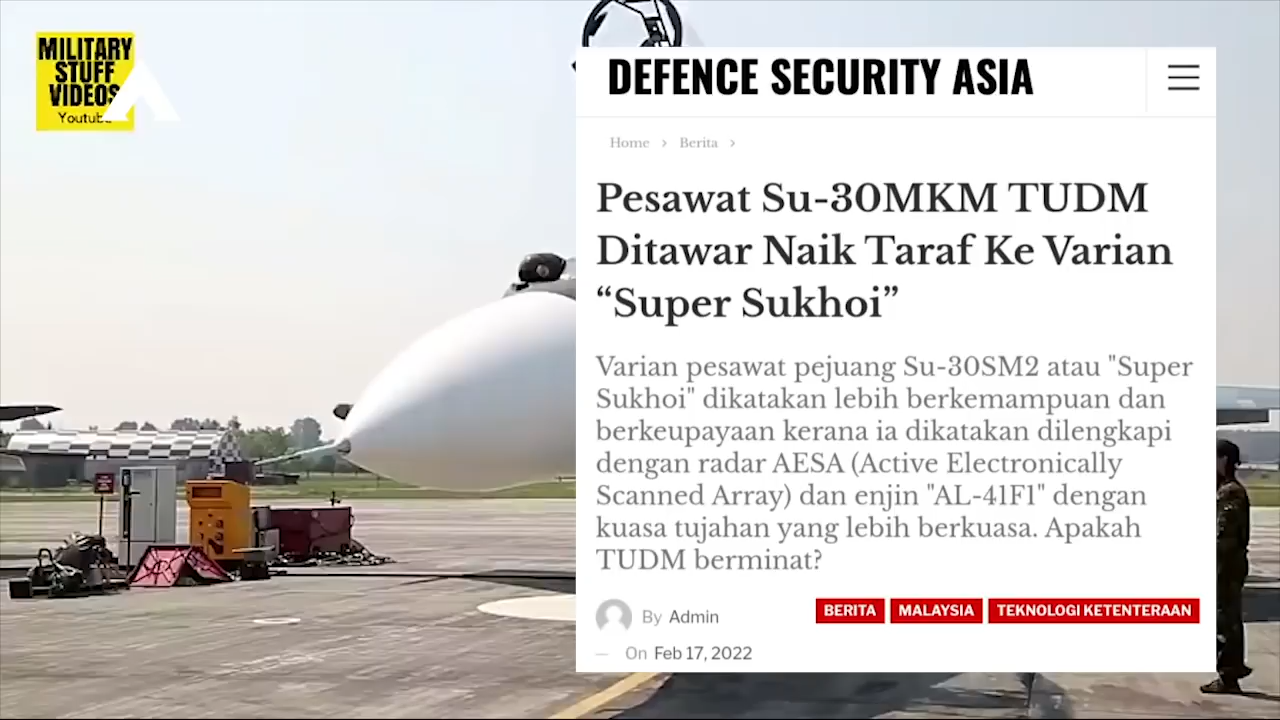 MILITARY
STUFF
VIDEOS
Youtube
DEFENCE SECURITY ASIA
Home > Berita >
Pesawat Su-30MKM TUDM
Ditawar Naik Taraf Ke Varian
“Super Sukhoi”
Varian pesawat pejuang Su-30SM2 atau "Super
Sukhoi" dikatakan lebih berkemampuan dan
berkeupayaan kerana ia dikatakan dilengkapi
dengan radar AESA (Active Electronically
Scanned Array) dan enjin "AL-41F1" dengan
kuasa tujahan yang lebih berkuasa. Apakah
TUDM berminat?
By Admin
BERITA MALAYSIA TEKNOLOGI KETENTERAAN
On Feb 17, 2022